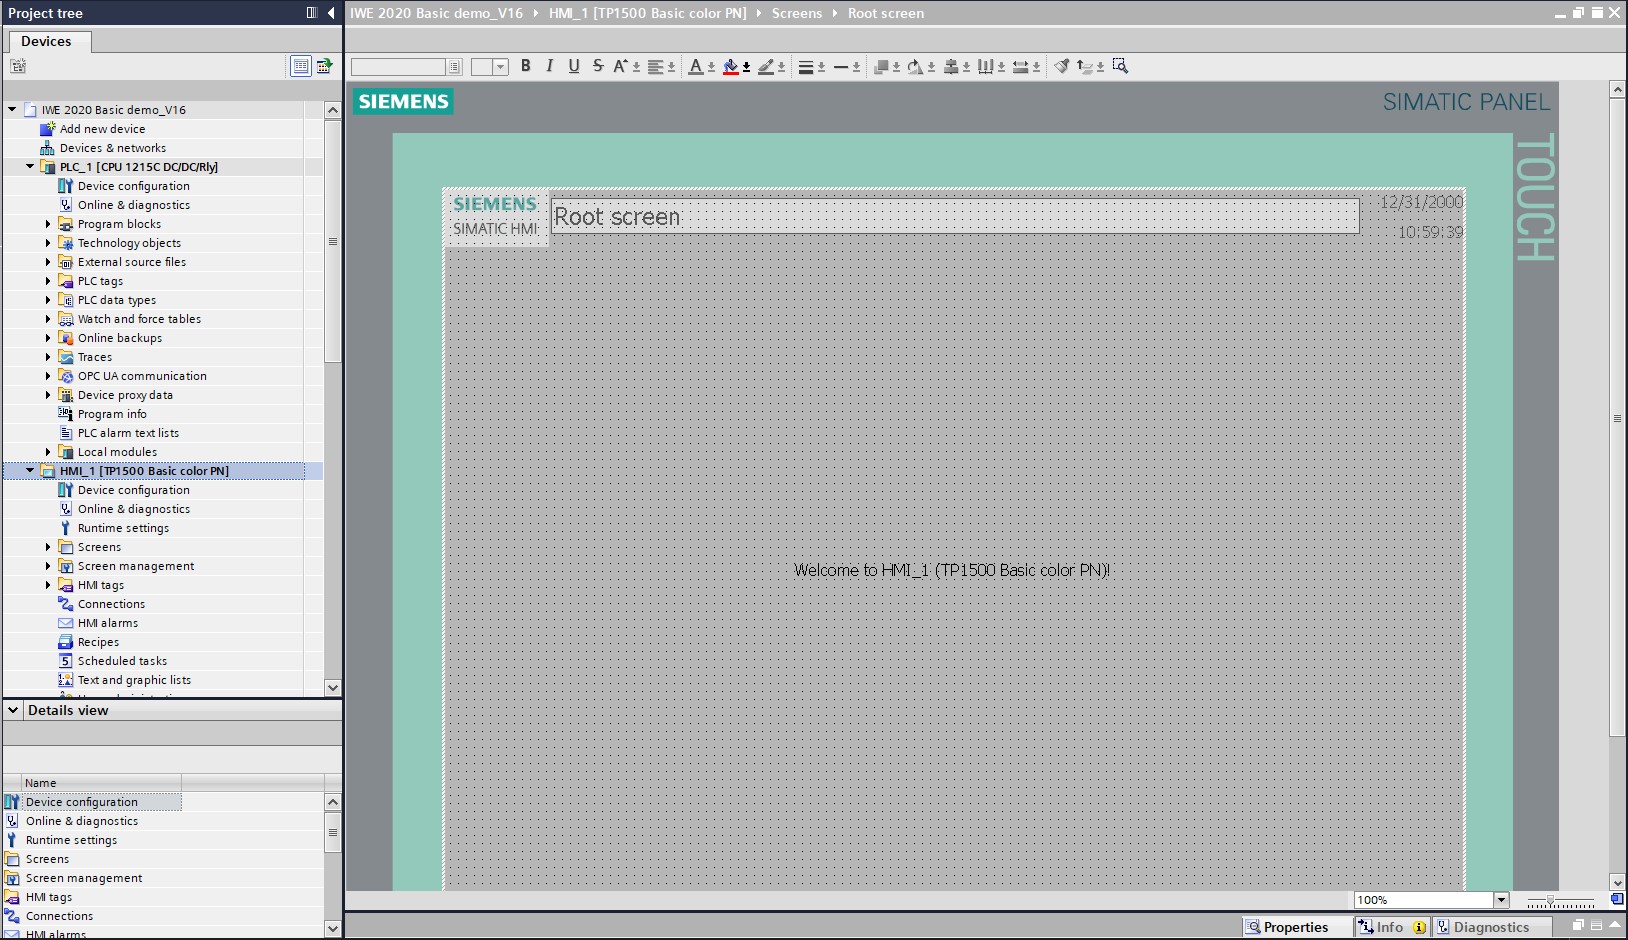 Project tree
IWE 2020 Basic demo_V16 HMI_1 [TP1500 Basic color PN] Screens Root screen
Devices
B I U S A A
IWE 2020 Basic demo_V16
Add new device
Devices & networks
PLC_1 [CPU 1215C DC/DC/Rly]
Device configuration
Online & diagnostics
Program blocks
Technology objects
External source files
PLC tags
PLC data types
Watch and force tables
Online backups
Traces
OPC UA communication
Device proxy data
Program info
PLC alarm text lists
Local modules
HMI_1 [TP1500 Basic color PN]
Device configuration
Online & diagnostics
Runtime settings
Screens
Screen management
HMI tags
Connections
HMI alarms
Recipes
Scheduled tasks
Text and graphic lists
Details view
Name
Device configuration
Online & diagnostics
Runtime settings
Screens
Screen management
HMI tags
Connections
HMI alarms
SIEMENS
SIMATIC PANEL
TOUCH
SIEMENS
SIMATIC HMI
Root screen
12/31/2000
10:59:39
Welcome to HMI_1 (TP1500 Basic color PN)!
100%
Properties Info Diagnostics